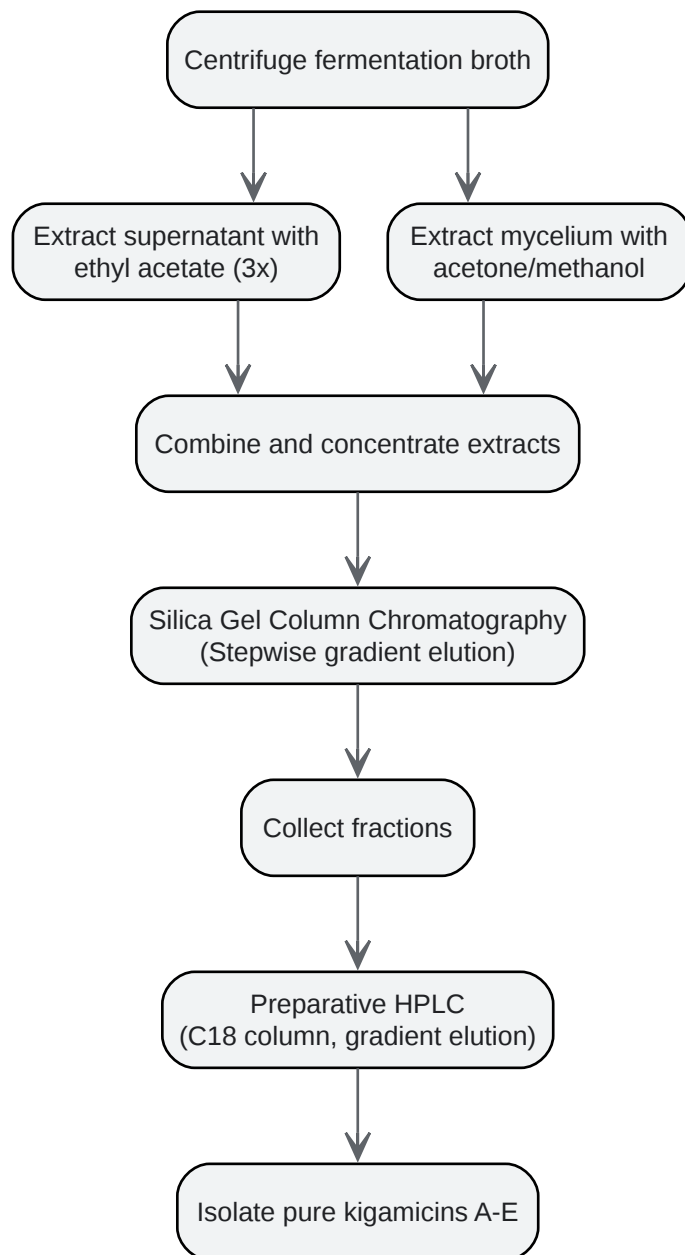 Centrifuge fermentation broth
Extract supernatant with
ethyl acetate (3x)
Extract mycelium with
acetone/methanol
Combine and concentrate extracts
Silica Gel Column Chromatography
(Stepwise gradient elution)
Collect fractions
Preparative HPLC
(C18 column, gradient elution)
Isolate pure kigamicins A-E